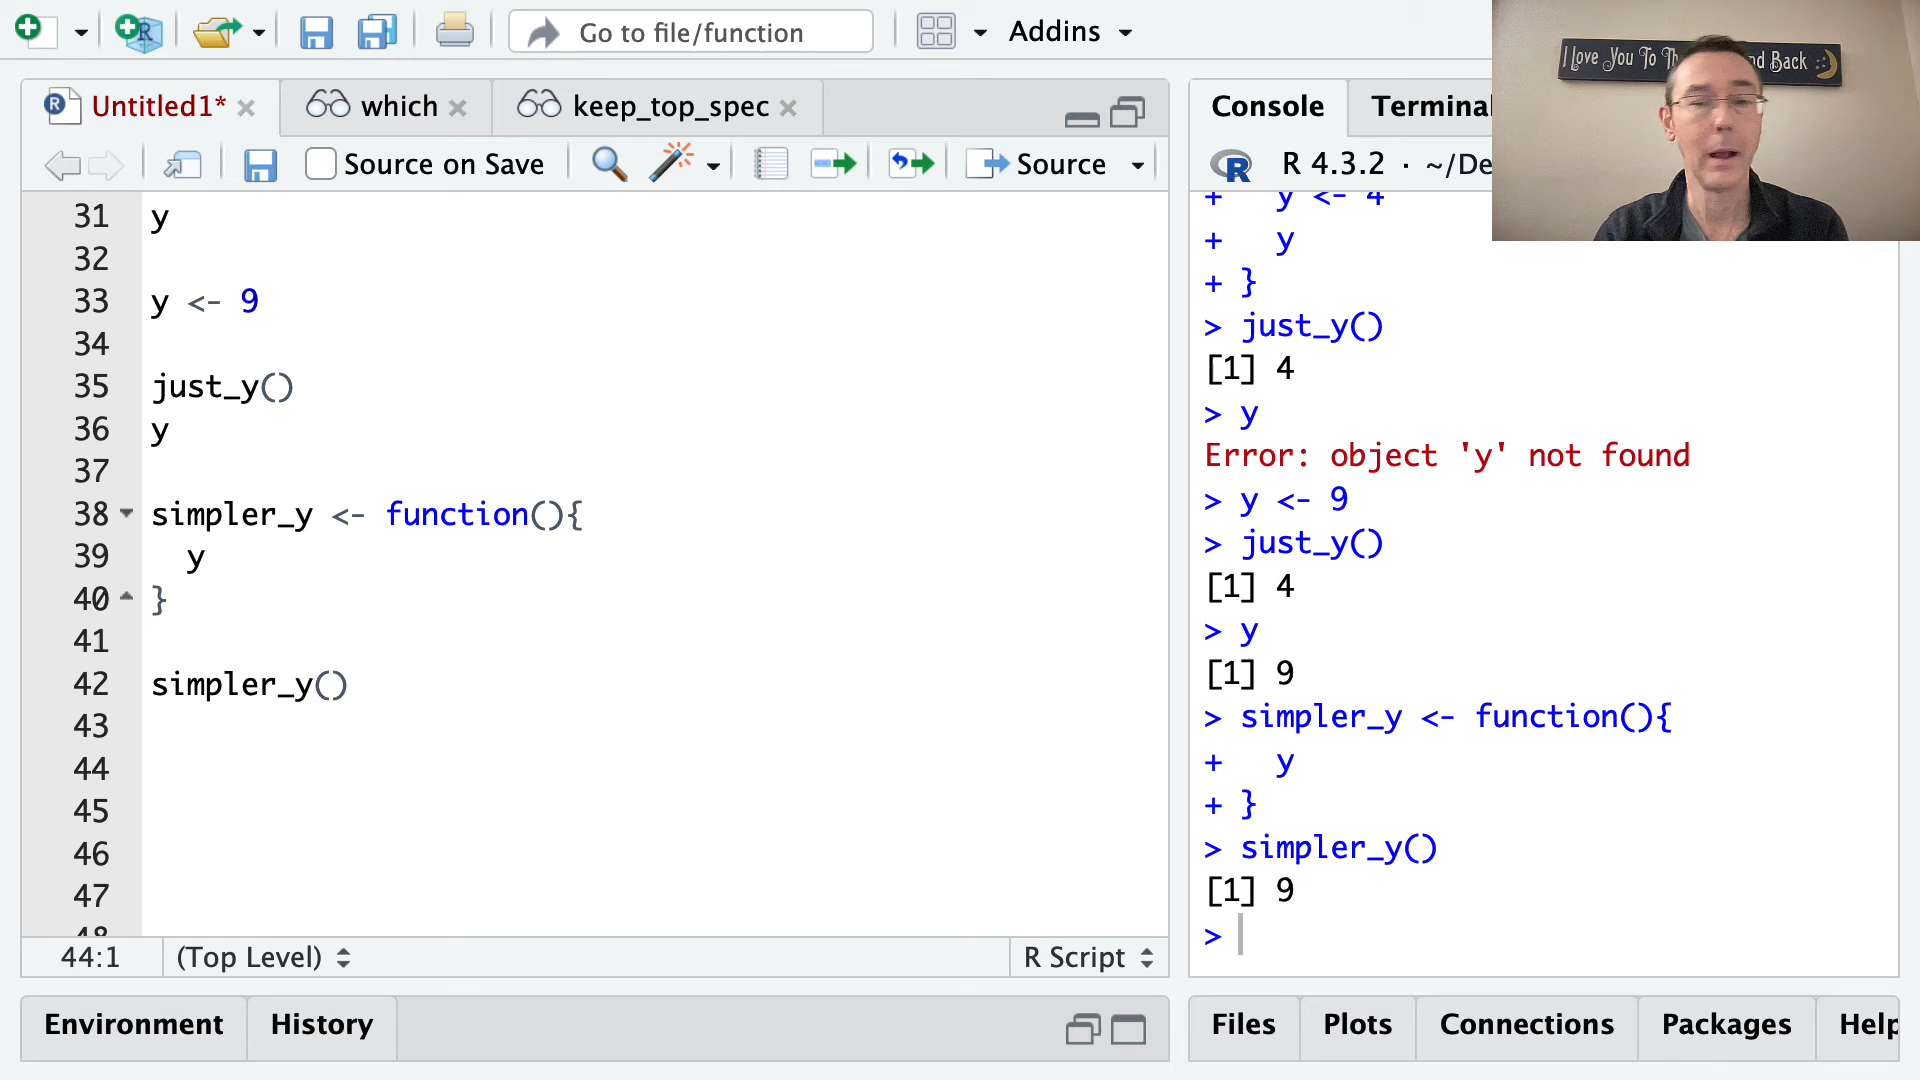 Go to file/function
Addins
I Love You To Th nd Back
Untitled1*
which
keep_top_spec
Source on Save
Source
31 y
32
33 y <- 9
34
35 just_y()
36 y
37
38 simpler_y <- function(){
39   y
40 }
41
42 simpler_y()
43
44
45
46
47
48
44:1 (Top Level) R Script
Environment History
Console Terminal
R 4.3.2 · ~/De
+   y <- 4
+   y
+ }
> just_y()
[1] 4
> y
Error: object 'y' not found
> y <- 9
> just_y()
[1] 4
> y
[1] 9
> simpler_y <- function(){
+   y
+ }
> simpler_y()
[1] 9
>
Files Plots Connections Packages Help